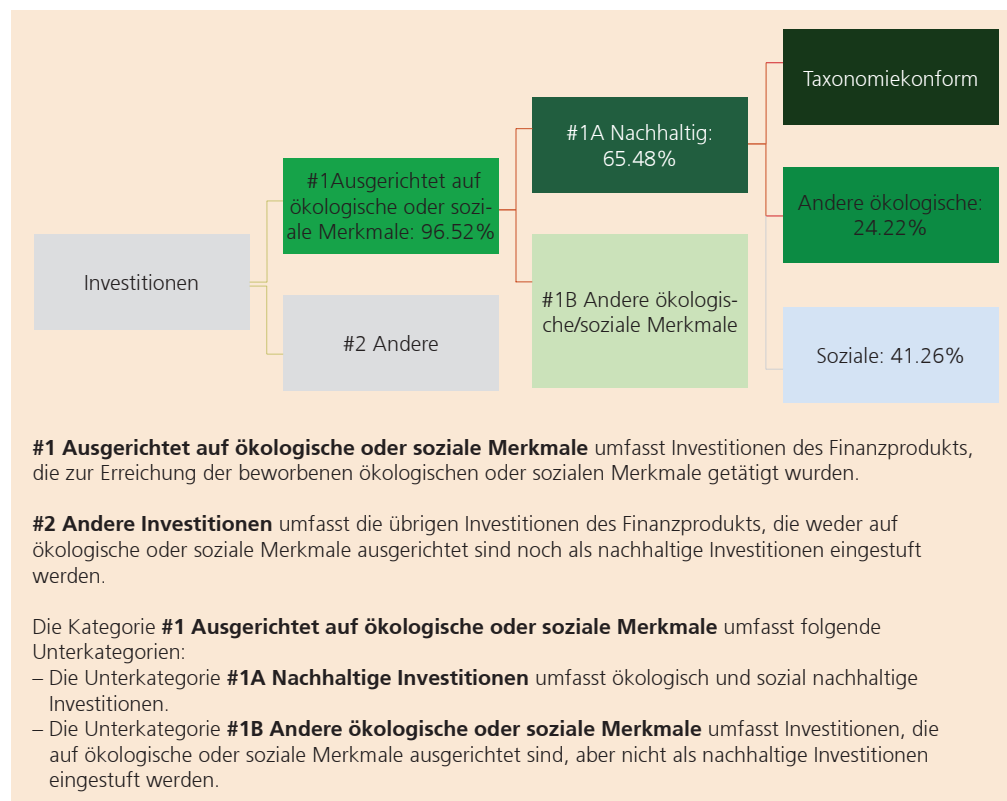 Taxonomiekonform
#1A Nachhaltig:
65.48%
#1Ausgerichtet auf
ökologische oder sozi-
ale Merkmale: 96.52%
Andere ökologische:
24.22%
Investitionen
#1B Andere ökologis-
che/soziale Merkmale
#2 Andere
Soziale: 41.26%
#1 Ausgerichtet auf ökologische oder soziale Merkmale umfasst Investitionen des Finanzprodukts,
die zur Erreichung der beworbenen ökologischen oder sozialen Merkmale getätigt wurden.
#2 Andere Investitionen umfasst die übrigen Investitionen des Finanzprodukts, die weder auf
ökologische oder soziale Merkmale ausgerichtet sind noch als nachhaltige Investitionen eingestuft
werden.
Die Kategorie #1 Ausgerichtet auf ökologische oder soziale Merkmale umfasst folgende
Unterkategorien:
– Die Unterkategorie #1A Nachhaltige Investitionen umfasst ökologisch und sozial nachhaltige
Investitionen.
– Die Unterkategorie #1B Andere ökologische oder soziale Merkmale umfasst Investitionen, die
auf ökologische oder soziale Merkmale ausgerichtet sind, aber nicht als nachhaltige Investitionen
eingestuft werden.